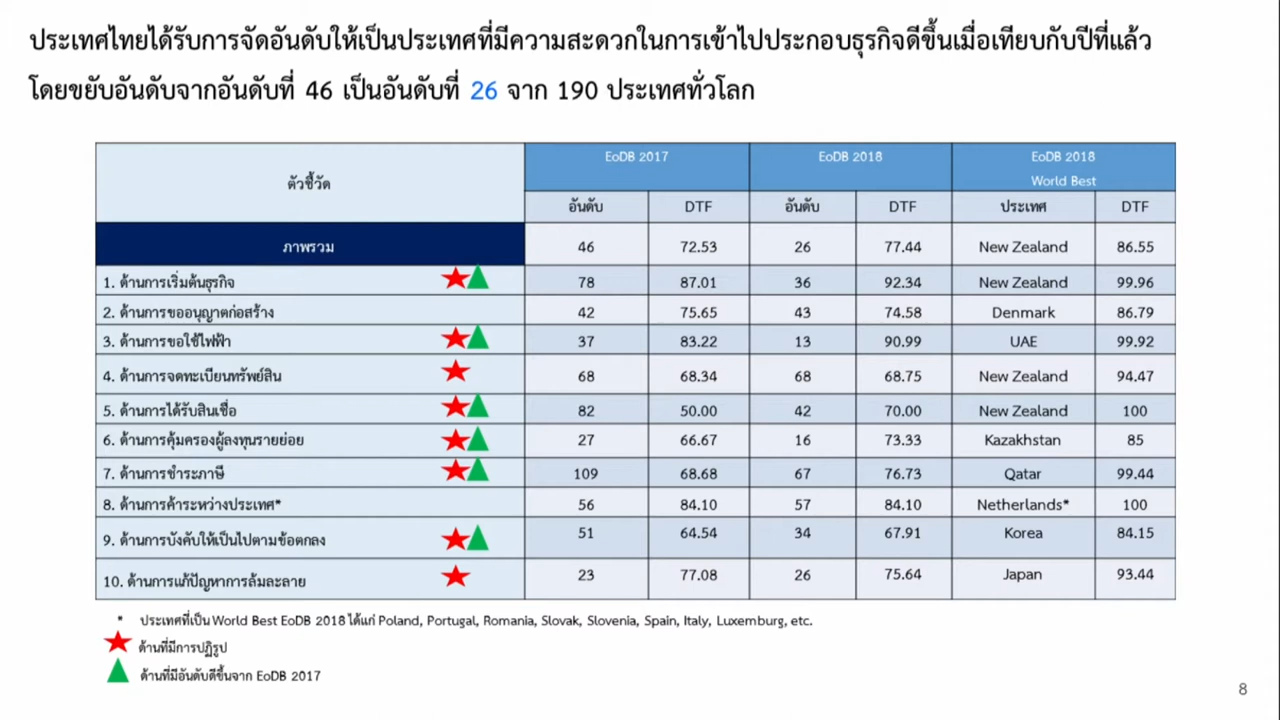 ประเทศไทยได้รับการจัดอันดับให้เป็นประเทศที่มีความสะดวกในการเข้าไปประกอบธุรกิจดีขึ้นเมื่อเทียบกับปีที่แล้ว
โดยขยับอันดับจากอันดับที่ 46 เป็นอันดับที่ 26 จาก 190 ประเทศทั่วโลก
ตัวชี้วัด EoDB 2017 EoDB 2018 EoDB 2018
World Best
อันดับ DTF อันดับ DTF ประเทศ DTF
ภาพรวม 46 72.53 26 77.44 New Zealand 86.55
1. ด้านการเริ่มต้นธุรกิจ 78 87.01 36 92.34 New Zealand 99.96
2. ด้านการขออนุญาตก่อสร้าง 42 75.65 43 74.58 Denmark 86.79
3. ด้านการขอใช้ไฟฟ้า 37 83.22 13 90.99 UAE 99.92
4. ด้านการจดทะเบียนทรัพย์สิน 68 68.34 68 68.75 New Zealand 94.47
5. ด้านการได้รับสินเชื่อ 82 50.00 42 70.00 New Zealand 100
6. ด้านการคุ้มครองผู้ลงทุนรายย่อย 27 66.67 16 73.33 Kazakhstan 85
7. ด้านการชำระภาษี 109 68.68 67 76.73 Qatar 99.44
8. ด้านการค้าระหว่างประเทศ* 56 84.10 57 84.10 Netherlands* 100
9. ด้านการบังคับให้เป็นไปตามข้อตกลง 51 64.54 34 67.91 Korea 84.15
10. ด้านการแก้ปัญหาการล้มละลาย 23 77.08 26 75.64 Japan 93.44
* ประเทศที่เป็น World Best EoDB 2018 ได้แก่ Poland, Portugal, Romania, Slovak, Slovenia, Spain, Italy, Luxemburg, etc.
ด้านที่มีการปฏิรูป
ด้านที่มีอันดับดีขึ้นจาก EoDB 2017
8